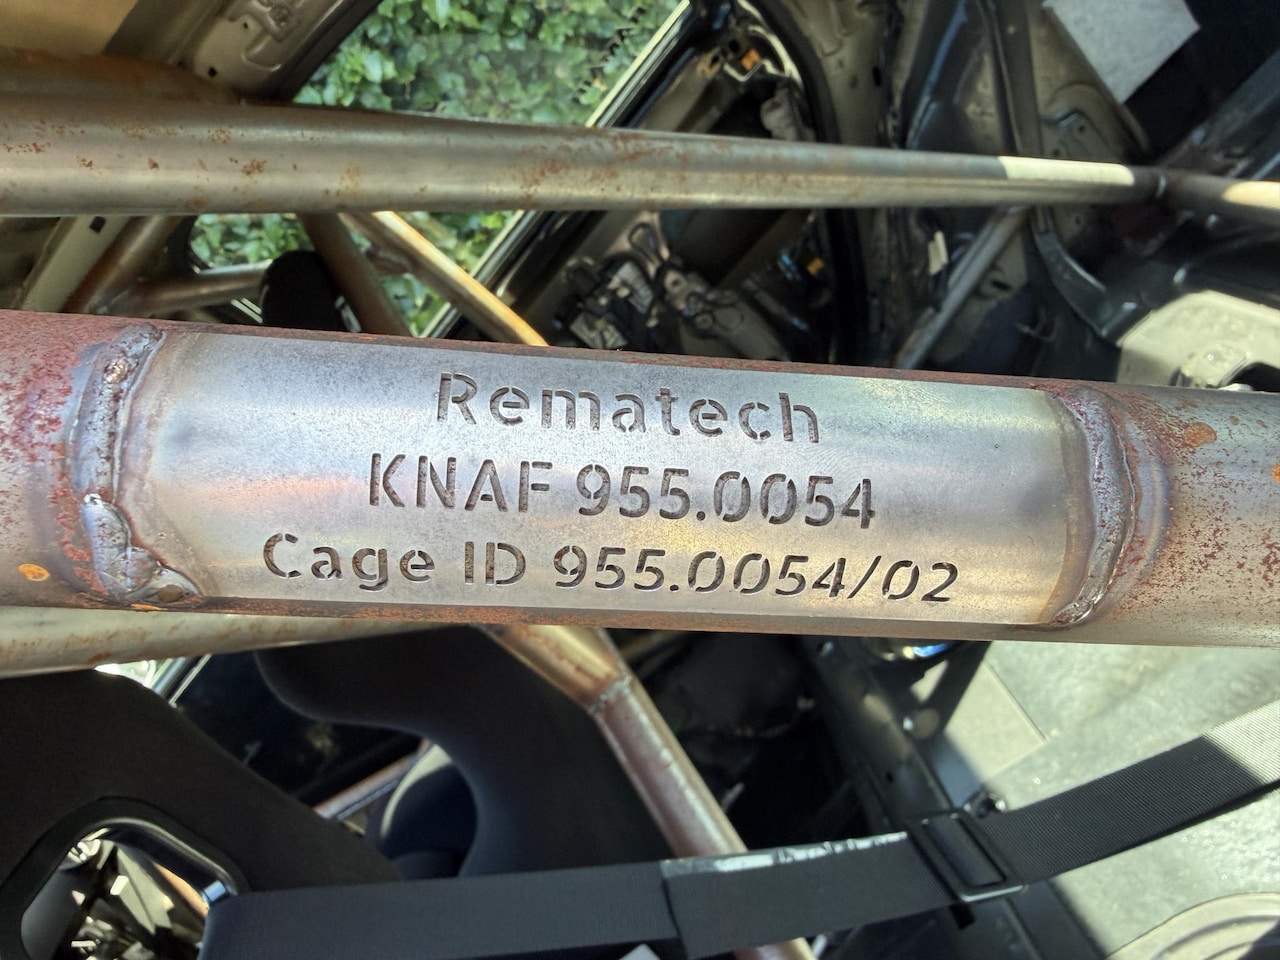 Rematech
KNAF 955.0054
Cage ID 955.0054/02